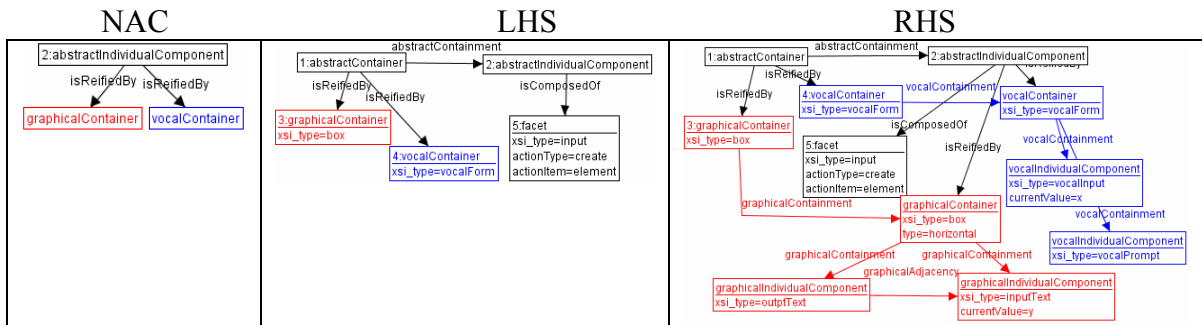 NAC
LHS
RHS
2:abstractIndividualComponent
isReifiedBy
isReifiedBy
graphicalContainer
vocalContainer
abstractContainment
1:abstractContainer
2:abstractIndividualComponent
isReifiedBy
isReifiedBy
isComposedOf
3:graphicalContainer
xsi_type=box
4:vocalContainer
xsi_type=vocalForm
5:facet
xsi_type=input
actionType=create
actionItem=element
abstractContainment
1:abstractContainer
2:abstractIndividualComponent
isReifiedBy
isReifiedBy
isReifiedBy
4:vocalContainer
xsi_type=vocalForm
vocalContainment
vocalContainer
xsi_type=vocalForm
3:graphicalContainer
xsi_type=box
isComposedOf
isReifiedBy
vocalContainment
5:facet
xsi_type=input
actionType=create
actionItem=element
vocalIndividualComponent
xsi_type=vocalInput
currentValue=x
graphicalContainment
graphicalContainer
xsi_type=box
type=horizontal
vocalContainment
vocalIndividualComponent
xsi_type=vocalPrompt
graphicalContainment
graphicalContainment
graphicalAdjacency
graphicalIndividualComponent
xsi_type=outptText
graphicalIndividualComponent
xsi_type=inputText
currentValue=y